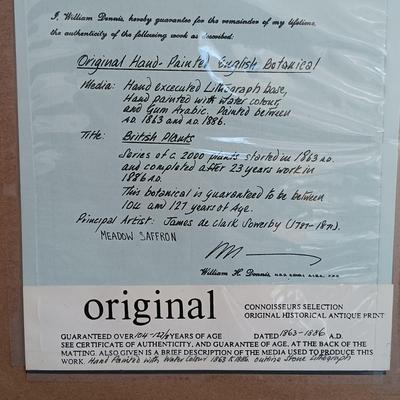 I, William Dennis, hereby guarantee for the remainder of my lifetime,
the authenticity of the following work as described:
Original Hand-Painted English Botanical
Media: Hand executed Lithograph base,
Hand painted with water colour,
and Gum Arabic. Painted between
A.D. 1863 and A.D. 1886.
Title: British Plants
Series of c. 2000 plants started in 1863 A.D.
and completed after 23 years work in
1886 A.D.
This botanical is guaranteed to be between
104 and 127 years of Age.
Principal Artist: James de Clark Sowerby (1787-1871).
MEADOW SAFFRON
William H. Dennis,
original
CONNOISSEURS SELECTION
ORIGINAL HISTORICAL ANTIQUE PRINT
GUARANTEED OVER 104-127 YEARS OF AGE DATED 1863-1886 A.D.
SEE CERTIFICATE OF AUTHENTICITY, AND GUARANTEE OF AGE, AT THE BACK OF THE
MATTING. ALSO GIVEN IS A BRIEF DESCRIPTION OF THE MEDIA USED TO PRODUCE THIS
WORK. Hand Painted with Water Colour 1863 & 1886 outline Stone Lithograph